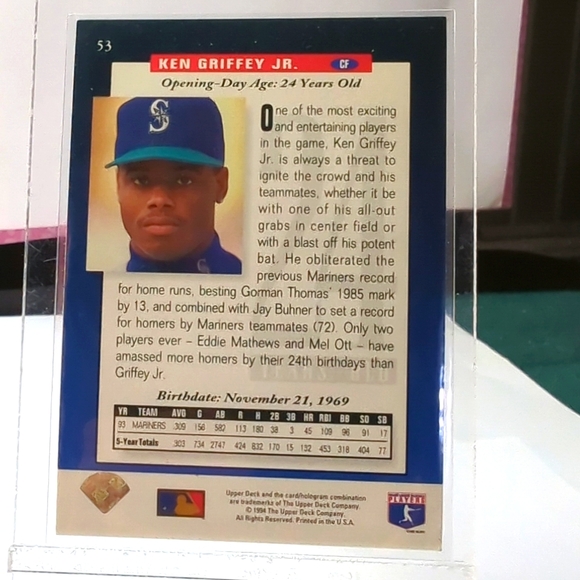 53
KEN GRIFFEY JR. CF
Opening-Day Age: 24 Years Old
One of the most exciting
and entertaining players
in the game, Ken Griffey
Jr. is always a threat to
ignite the crowd and his
teammates, whether it be
with one of his all-out
grabs in center field or
with a blast off his potent
bat. He obliterated the
previous Mariners record
for home runs, besting Gorman Thomas' 1985 mark
by 13, and combined with Jay Buhner to set a record
for homers by Mariners teammates (72). Only two
players ever – Eddie Mathews and Mel Ott – have
amassed more homers by their 24th birthdays than
Griffey Jr.
Birthdate: November 21, 1969
YR TEAM AVG G AB R H 2B 3B HR RBI BB SO SB
93 MARINERS .309 156 582 113 180 38 3 45 109 96 91 17
5-Year Totals .303 734 2747 424 832 170 15 132 453 318 404 77
Upper Deck and the card/hologram combination
are trademarks of The Upper Deck Company.
© 1994 The Upper Deck Company.
All Rights Reserved. Printed in the U.S.A.
PLAYERS